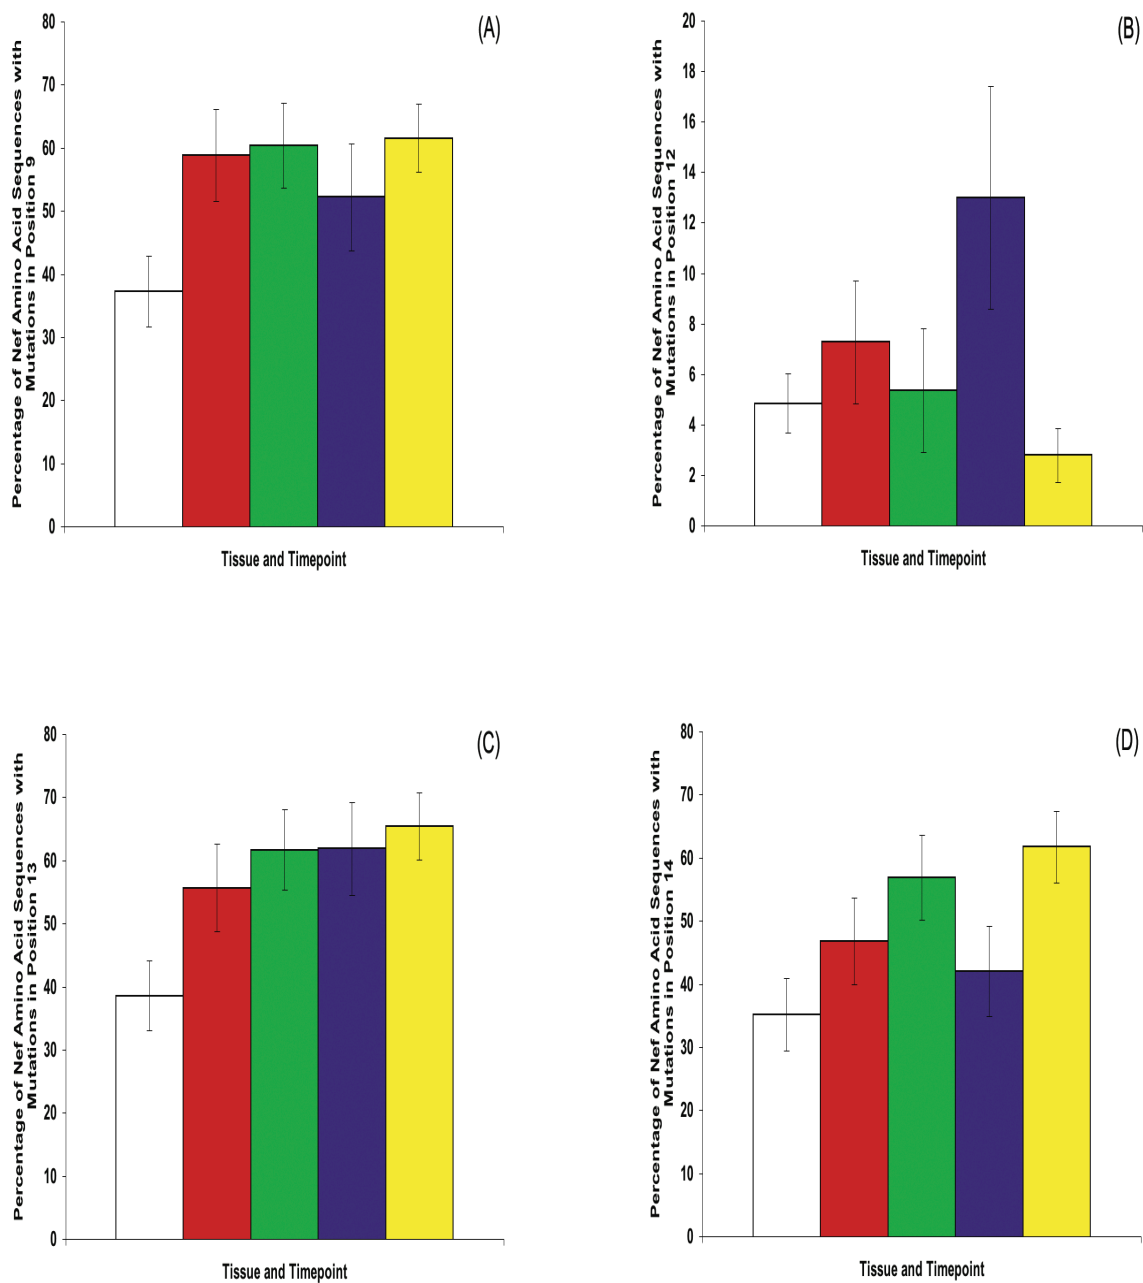 (A)
Percentage of Nef Amino Acid Sequences with
Mutations in Position 9
80
70
60
50
40
30
20
10
0
Tissue and Timepoint
(B)
Percentage of Nef Amino Acid Sequences with
Mutations in Position 12
20
18
16
14
12
10
8
6
4
2
0
Tissue and Timepoint
(C)
Percentage of Nef Amino Acid Sequences with
Mutations in Position 13
80
70
60
50
40
30
20
10
0
Tissue and Timepoint
(D)
Percentage of Nef Amino Acid Sequences with
Mutations in Position 14
80
70
60
50
40
30
20
10
0
Tissue and Timepoint